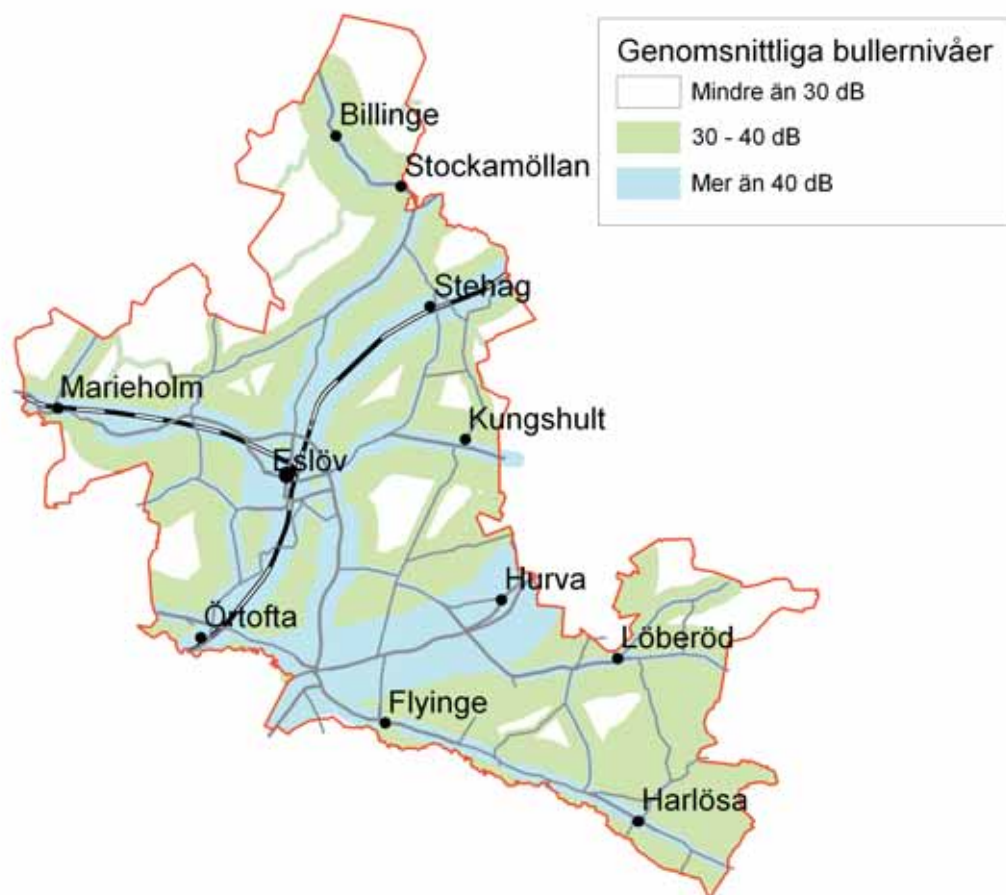 Genomsnittliga bullernivåer
Mindre än 30 dB
30 - 40 dB
Mer än 40 dB
Billinge
Stockamöllan
Stehag
Marieholm
Kungshult
Eslöv
Hurva
Örtofta
Löberöd
Flyinge
Harlösa